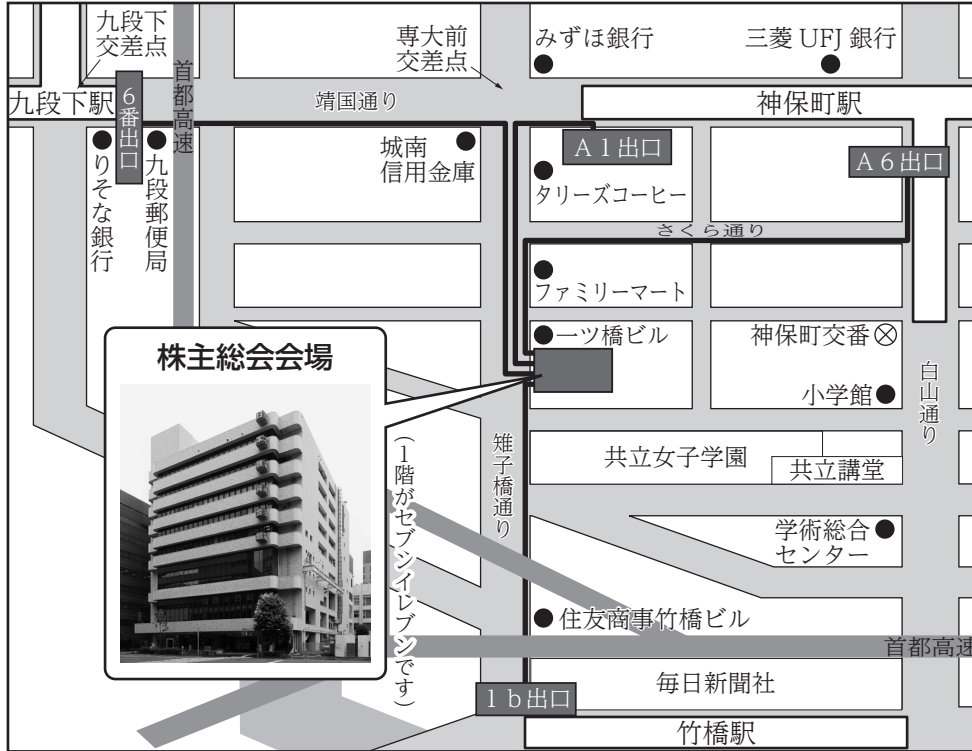 九段下
交差点
専大前
交差点
みずほ銀行
三菱 UFJ 銀行
首都高速
九段下駅
6番出口
靖国通り
神保町駅
りそな銀行
九段郵便局
城南
信用金庫
A1出口
A6出口
タリーズコーヒー
さくら通り
ファミリーマート
株主総会会場
一ツ橋ビル
神保町交番
小学館
白山通り
(1階がセブンイレブンです)
雉子橋通り
共立女子学園
共立講堂
学術総合
センター
住友商事竹橋ビル
首都高速
毎日新聞社
1b出口
竹橋駅